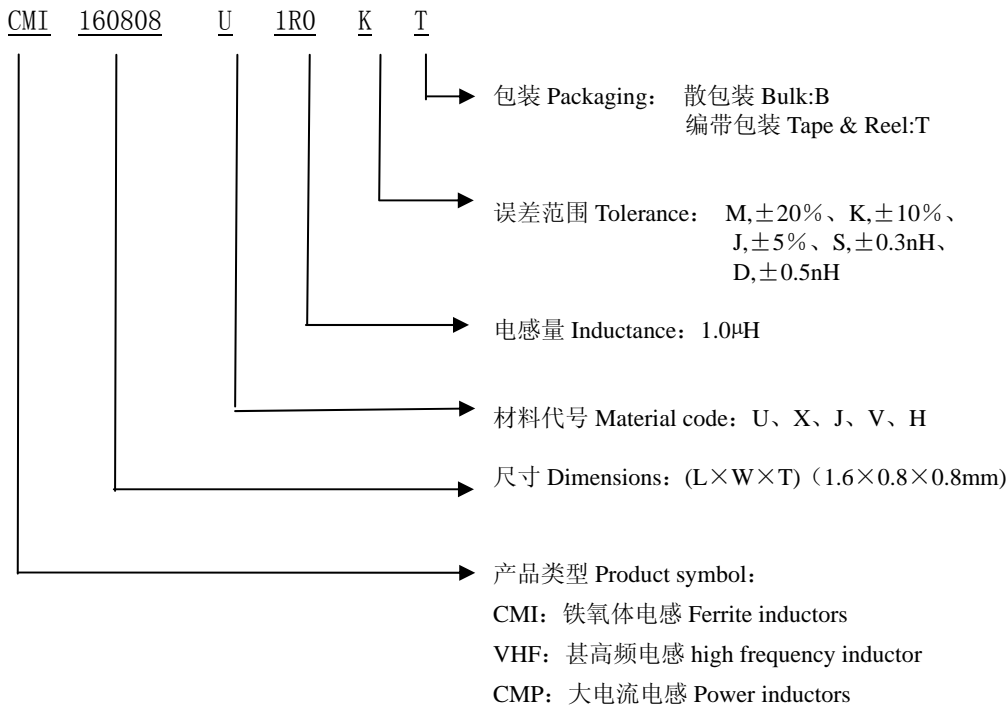 CMI 160808 U 1R0 K T
包装 Packaging： 散包装 Bulk:B
编带包装 Tape & Reel:T
误差范围 Tolerance： M,±20％、K,±10％、
J,±5％、S,±0.3nH、
D,±0.5nH
电感量 Inductance：1.0μH
材料代号 Material code：U、X、J、V、H
尺寸 Dimensions：(L×W×T)（1.6×0.8×0.8mm)
产品类型 Product symbol：
CMI：铁氧体电感 Ferrite inductors
VHF：甚高频电感 high frequency inductor
CMP：大电流电感 Power inductors